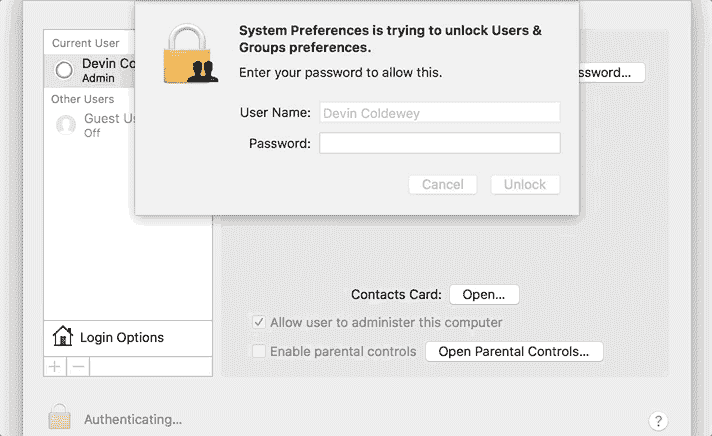 System Preferences is trying to unlock Users &
Groups preferences.
Enter your password to allow this.
User Name: Devin Coldewey
Password:
Cancel Unlock
Current User
Devin Co
Admin
Other Users
Guest Us
Off
ssword...
Contacts Card: Open...
Allow user to administer this computer
Enable parental controls Open Parental Controls...
Login Options
+ −
Authenticating...
?